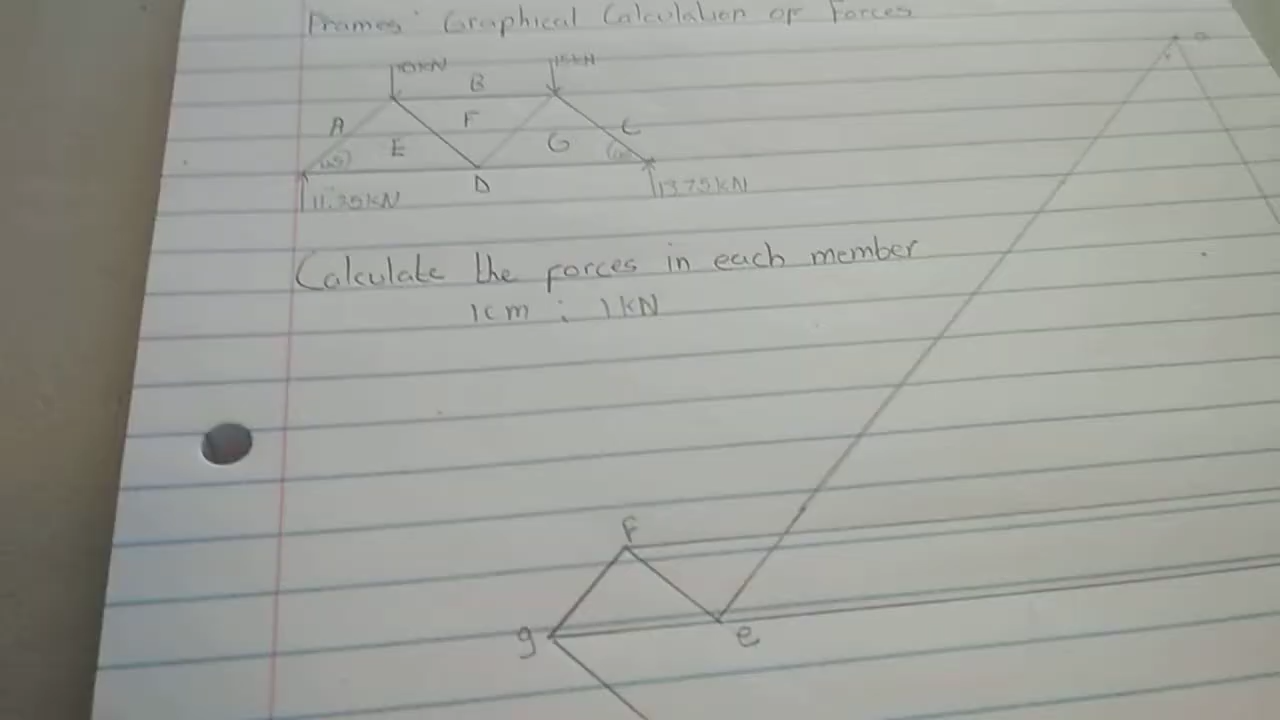 Frames: Graphical Calculation of Forces
10kN
15kN
B
A
F
C
E
G
45
D
11.25kN
13.75kN
Calculate the forces in each member
1cm : 1kN
a
f
g
e